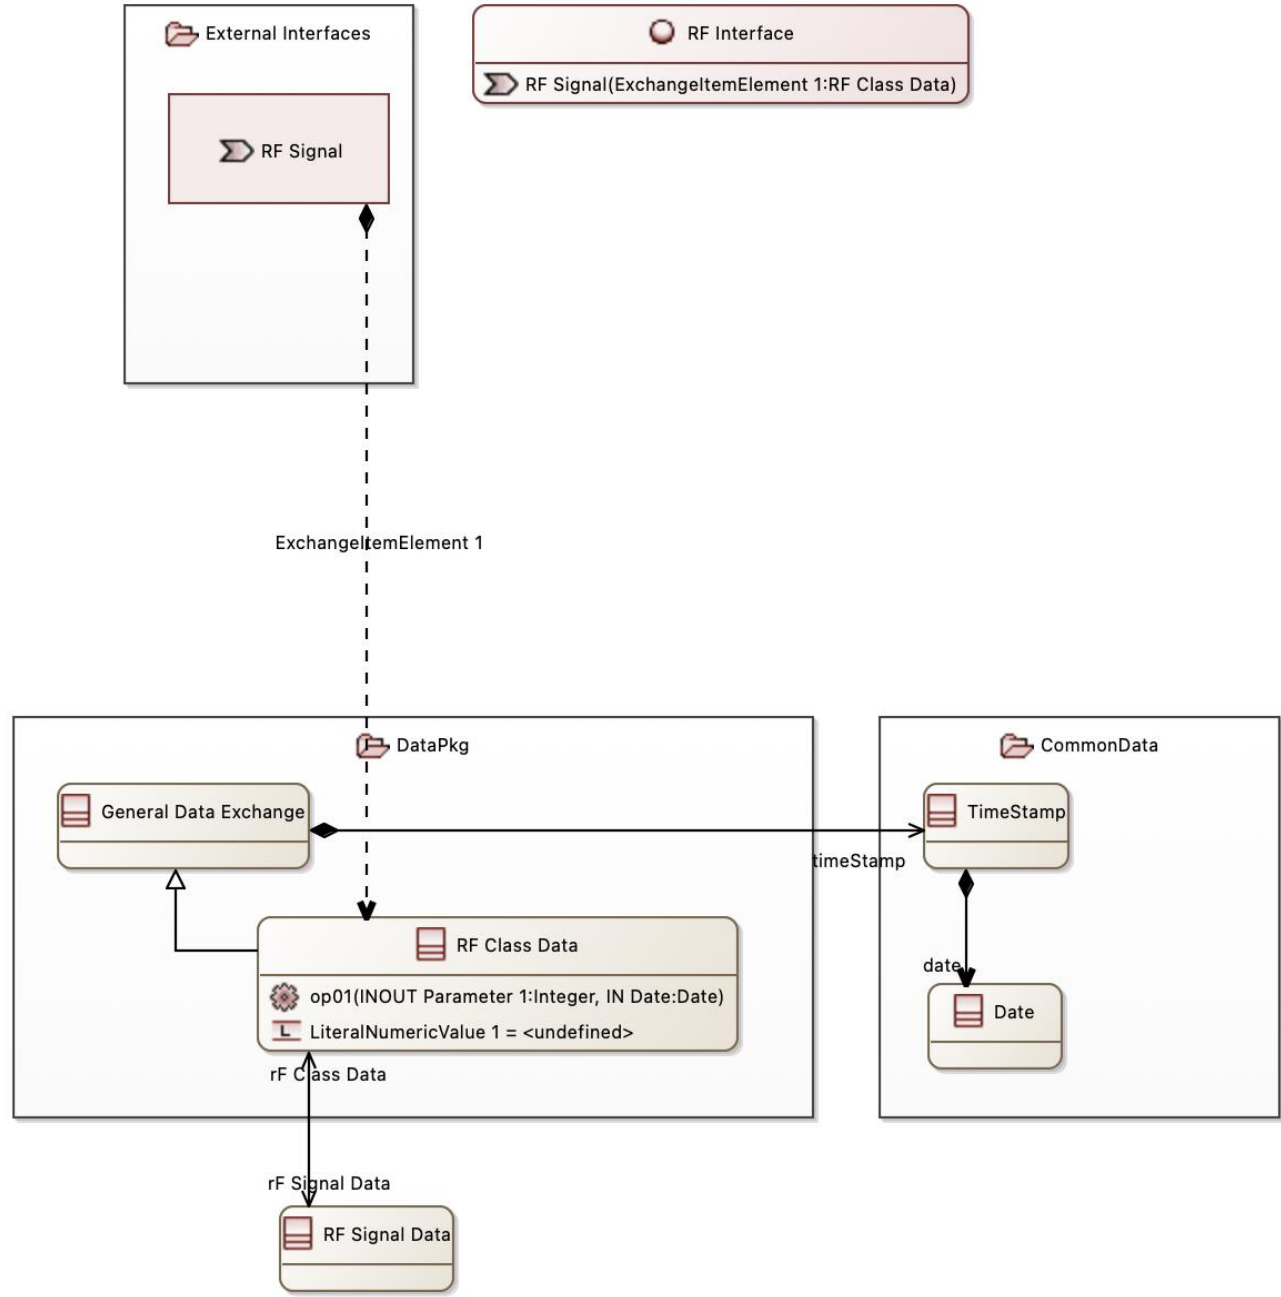 External Interfaces
RF Signal
RF Interface
RF Signal(ExchangeItemElement 1:RF Class Data)
ExchangeItemElement 1
DataPkg
General Data Exchange
RF Class Data
op01(INOUT Parameter 1:Integer, IN Date:Date)
L
LiteralNumericValue 1 = <undefined>
rF Class Data
rF Signal Data
RF Signal Data
timeStamp
CommonData
TimeStamp
date
Date